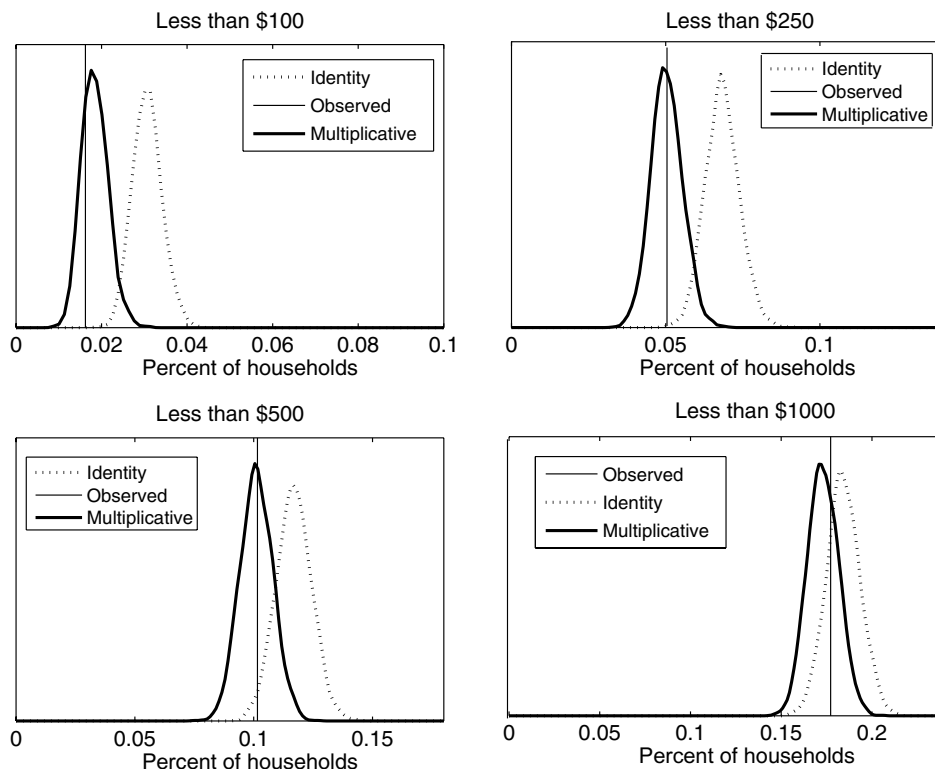 Less than $100
Identity
Observed
Multiplicative
0 0.02 0.04 0.06 0.08 0.1
Percent of households
Less than $250
Identity
Observed
Multiplicative
0 0.05 0.1
Percent of households
Less than $500
Identity
Observed
Multiplicative
0 0.05 0.1 0.15
Percent of households
Less than $1000
Observed
Identity
Multiplicative
0 0.05 0.1 0.15 0.2
Percent of households